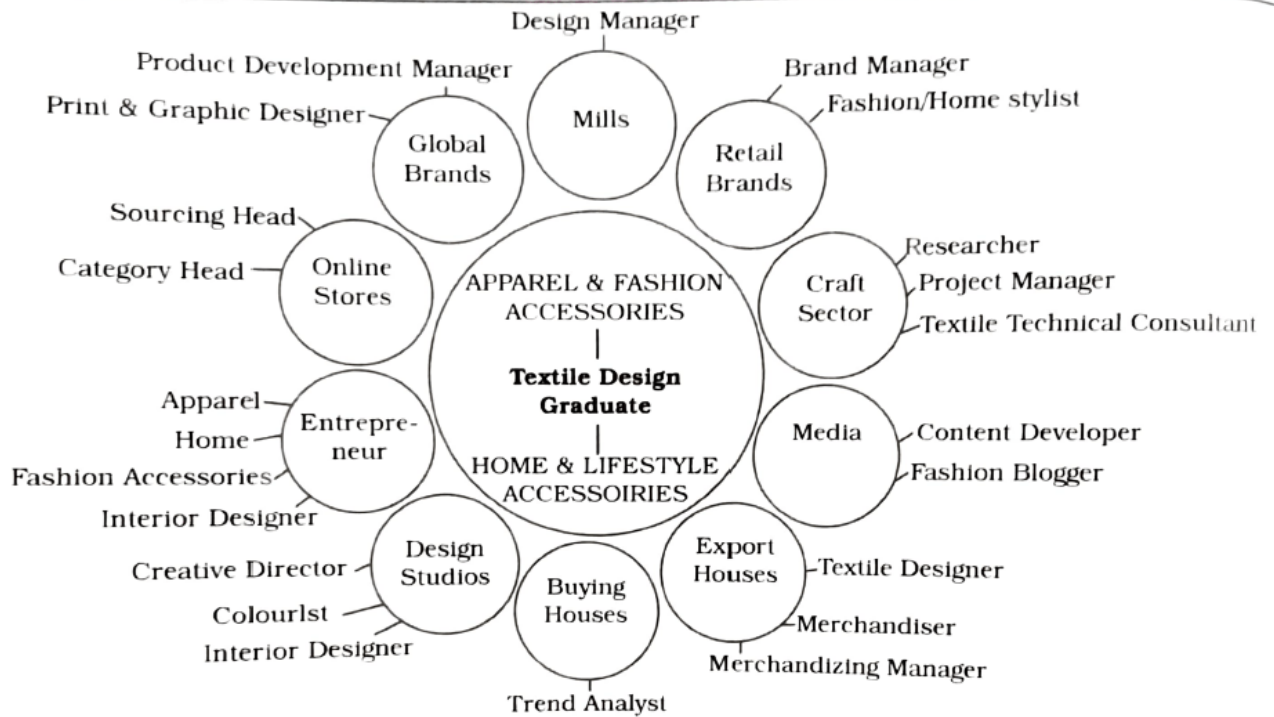 Design Manager
Mills
Brand Manager
Fashion/Home stylist
Retail
Brands
Researcher
Project Manager
Textile Technical Consultant
Craft
Sector
Media
Content Developer
Fashion Blogger
Export
Houses
Textile Designer
Merchandiser
Merchandizing Manager
Buying
Houses
Trend Analyst
Design
Studios
Creative Director
Colourlst
Interior Designer
Entrepre-
neur
Apparel
Home
Fashion Accessories
Interior Designer
Online
Stores
Sourcing Head
Category Head
Global
Brands
Product Development Manager
Print & Graphic Designer
APPAREL & FASHION
ACCESSORIES
Textile Design
Graduate
HOME & LIFESTYLE
ACCESSOIRIES